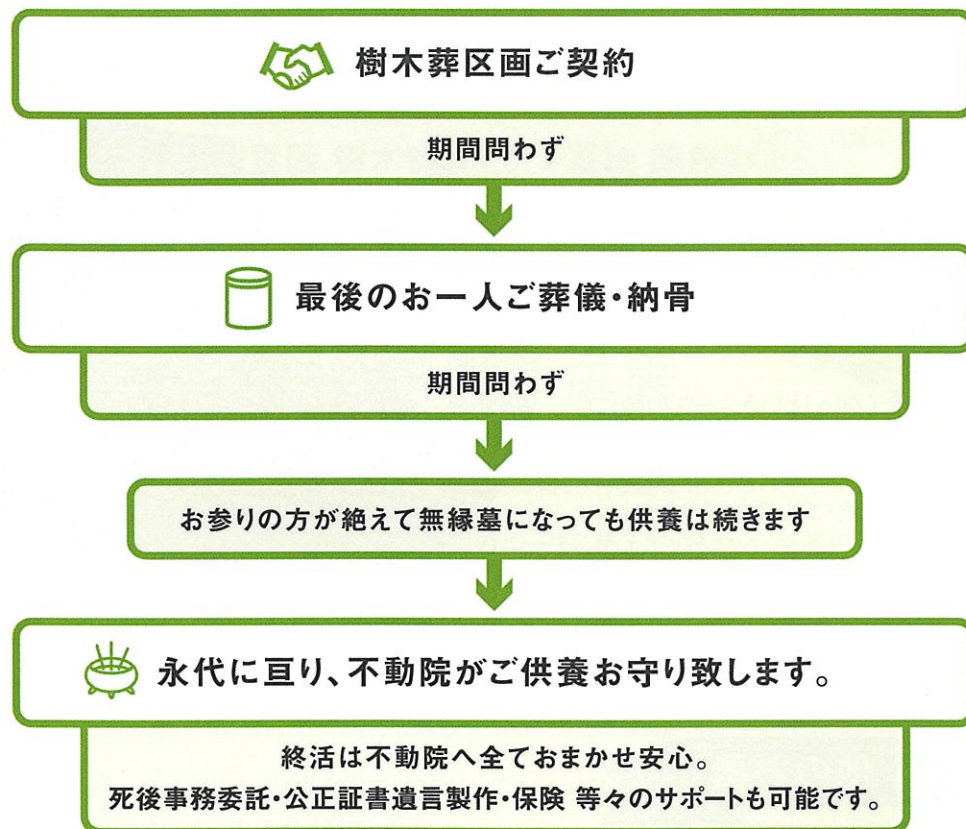 樹木葬区画ご契約
期間問わず
最後のお一人ご葬儀・納骨
期間問わず
お参りの方が絶えて無縁墓になっても供養は続きます
永代に亘り、不動院がご供養お守り致します。
終活は不動院へ全ておまかせ安心。
死後事務委託・公正証書遺言製作・保険 等々のサポートも可能です。